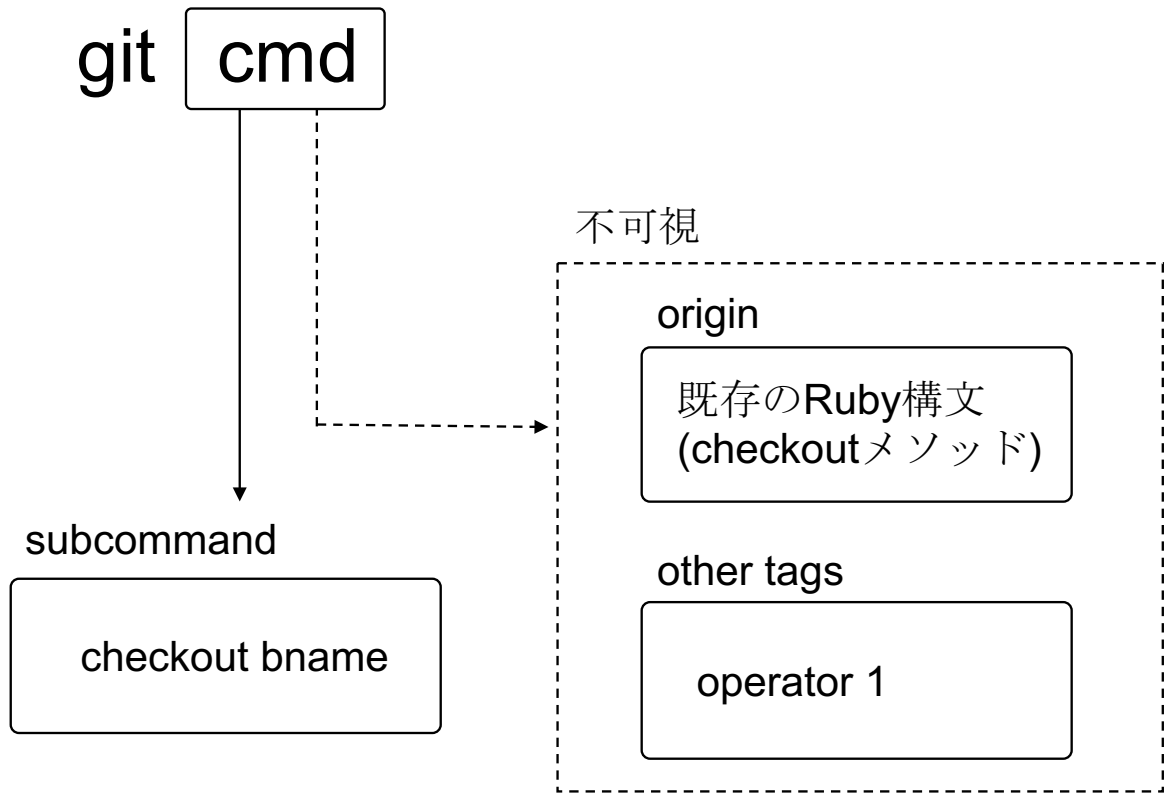 git cmd
不可視
origin
既存のRuby構文
(checkoutメソッド)
subcommand
checkout bname
other tags
operator 1